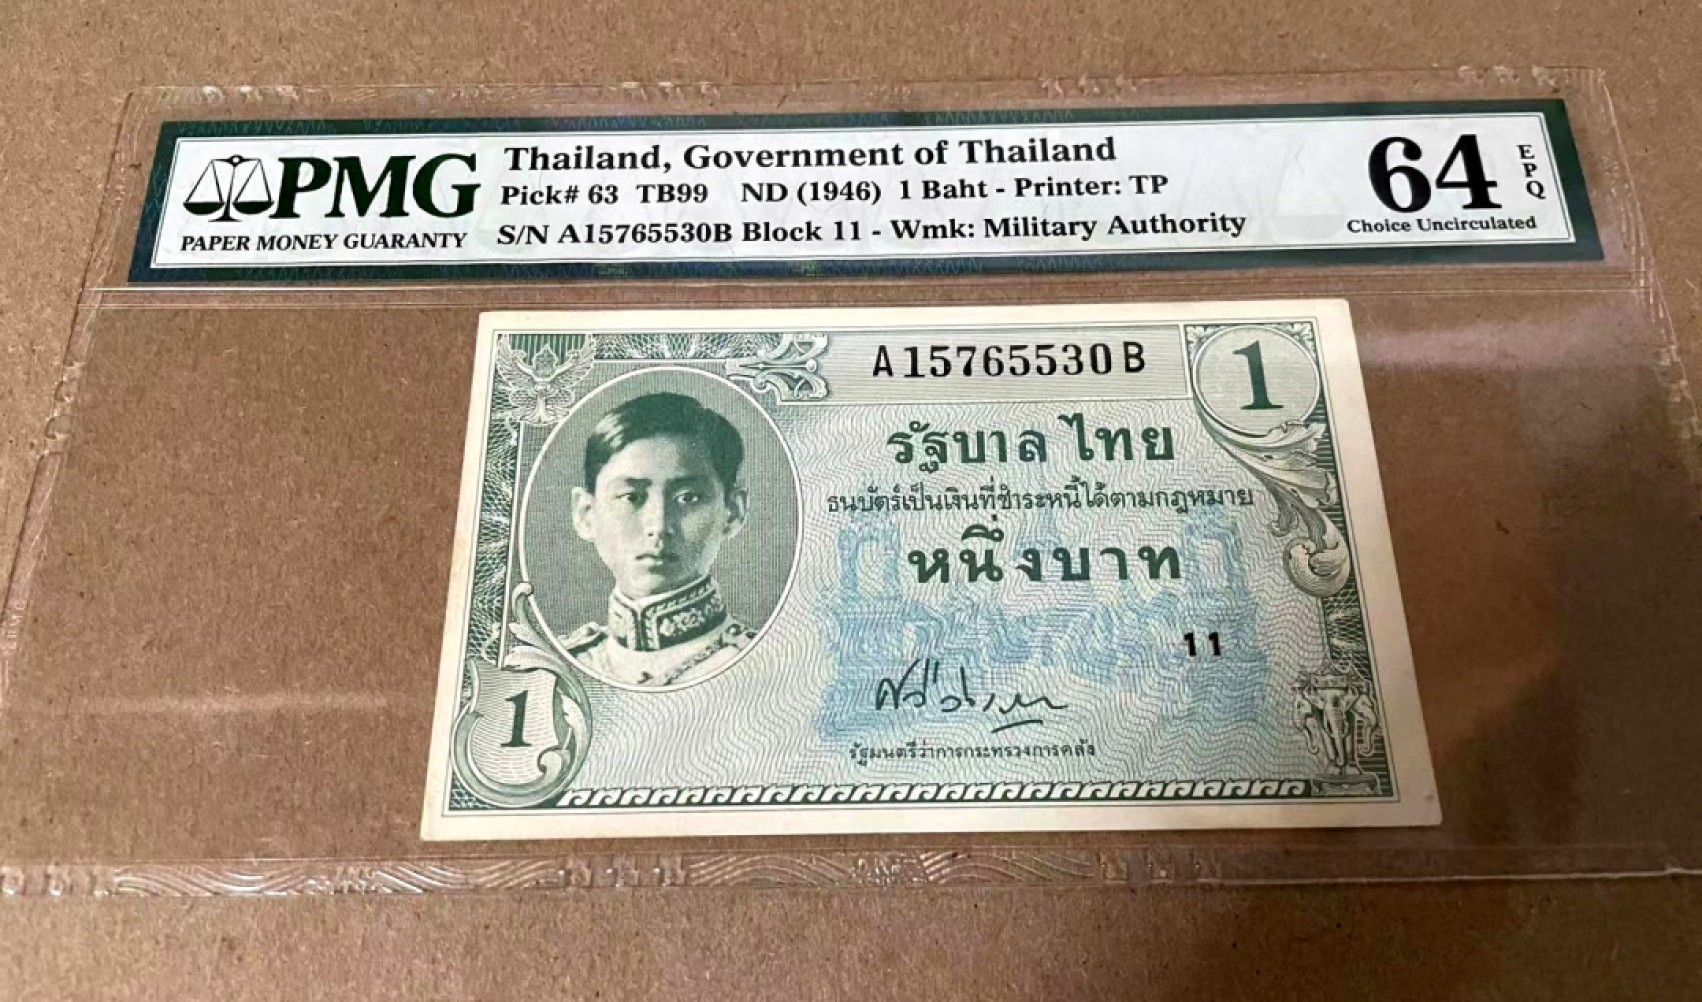 PMG
PAPER MONEY GUARANTY
Thailand, Government of Thailand
Pick# 63 TB99 ND (1946) 1 Baht - Printer: TP
S/N A15765530B Block 11 - Wmk: Military Authority
64
EPQ
Choice Uncirculated
A15765530B
1
รัฐบาลไทย
ธนบัตร์เป็นเงินที่ชำระหนี้ได้ตามกฎหมาย
หนึ่งบาท
11
1
รัฐมนตรีว่าการกระทรวงการคลัง